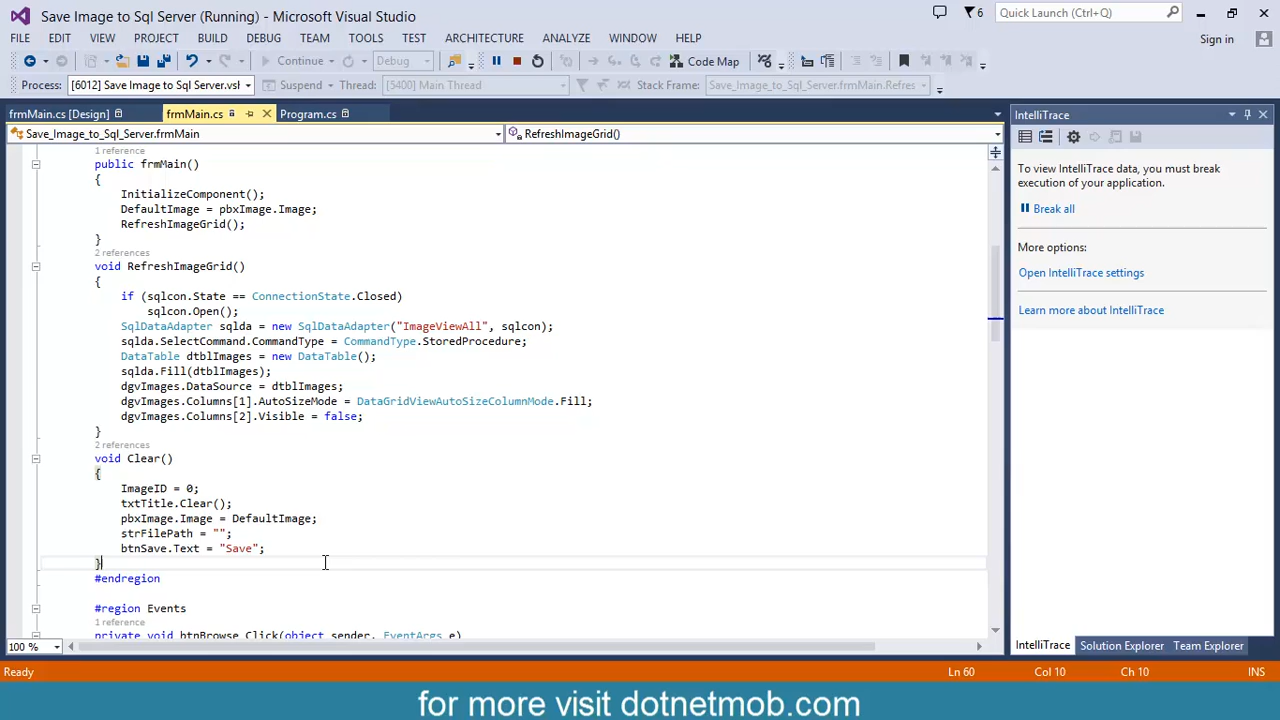 Save Image to Sql Server (Running) - Microsoft Visual Studio
6
Quick Launch (Ctrl+Q)
FILE EDIT VIEW PROJECT BUILD DEBUG TEAM TOOLS TEST ARCHITECTURE ANALYZE WINDOW HELP
Sign in
Continue Debug Code Map
Process: [6012] Save Image to Sql Server.vsl Suspend Thread: [5400] Main Thread Stack Frame: Save_Image_to_Sql_Server.frmMain.Refres
frmMain.cs [Design] frmMain.cs Program.cs
Save_Image_to_Sql_Server.frmMain RefreshImageGrid()
1 reference
public frmMain()
{
InitializeComponent();
DefaultImage = pbxImage.Image;
RefreshImageGrid();
}
2 references
void RefreshImageGrid()
{
if (sqlcon.State == ConnectionState.Closed)
sqlcon.Open();
SqlDataAdapter sqlda = new SqlDataAdapter("ImageViewAll", sqlcon);
sqlda.SelectCommand.CommandType = CommandType.StoredProcedure;
DataTable dtblImages = new DataTable();
sqlda.Fill(dtblImages);
dgvImages.DataSource = dtblImages;
dgvImages.Columns[1].AutoSizeMode = DataGridViewAutoSizeColumnMode.Fill;
dgvImages.Columns[2].Visible = false;
}
2 references
void Clear()
{
ImageID = 0;
txtTitle.Clear();
pbxImage.Image = DefaultImage;
strFilePath = "";
btnSave.Text = "Save";
}
#endregion
#region Events
1 reference
private void btnBrowse_Click(object sender, EventArgs e)
100 %
IntelliTrace
To view IntelliTrace data, you must break
execution of your application.
Break all
More options:
Open IntelliTrace settings
Learn more about IntelliTrace
IntelliTrace Solution Explorer Team Explorer
Ready Ln 60 Col 10 Ch 10 INS
for more visit dotnetmob.com